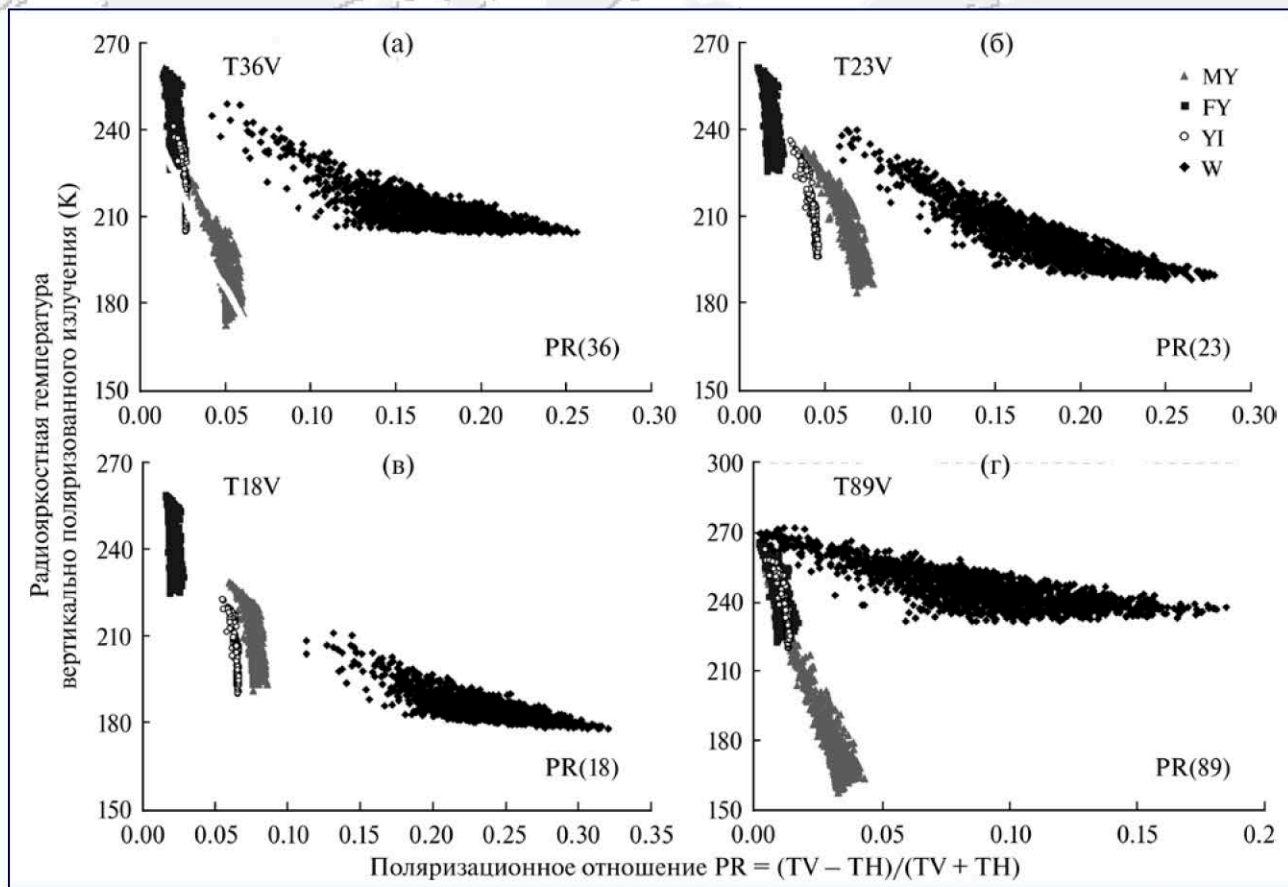 (а)
T36V
270
240
210
180
150
PR(36)
0.00 0.05 0.10 0.15 0.20 0.25 0.30
(б)
T23V
270
240
210
180
150
MY
FY
YI
W
PR(23)
0.00 0.05 0.10 0.15 0.20 0.25 0.30
Радиояркостная температура
вертикально поляризованного излучения (К)
(в)
T18V
270
240
210
180
150
PR(18)
0.00 0.05 0.10 0.15 0.20 0.25 0.30 0.35
(г)
T89V
300
270
240
210
180
150
PR(89)
0.00 0.05 0.10 0.15 0.2
Поляризационное отношение PR = (TV – TH)/(TV + TH)